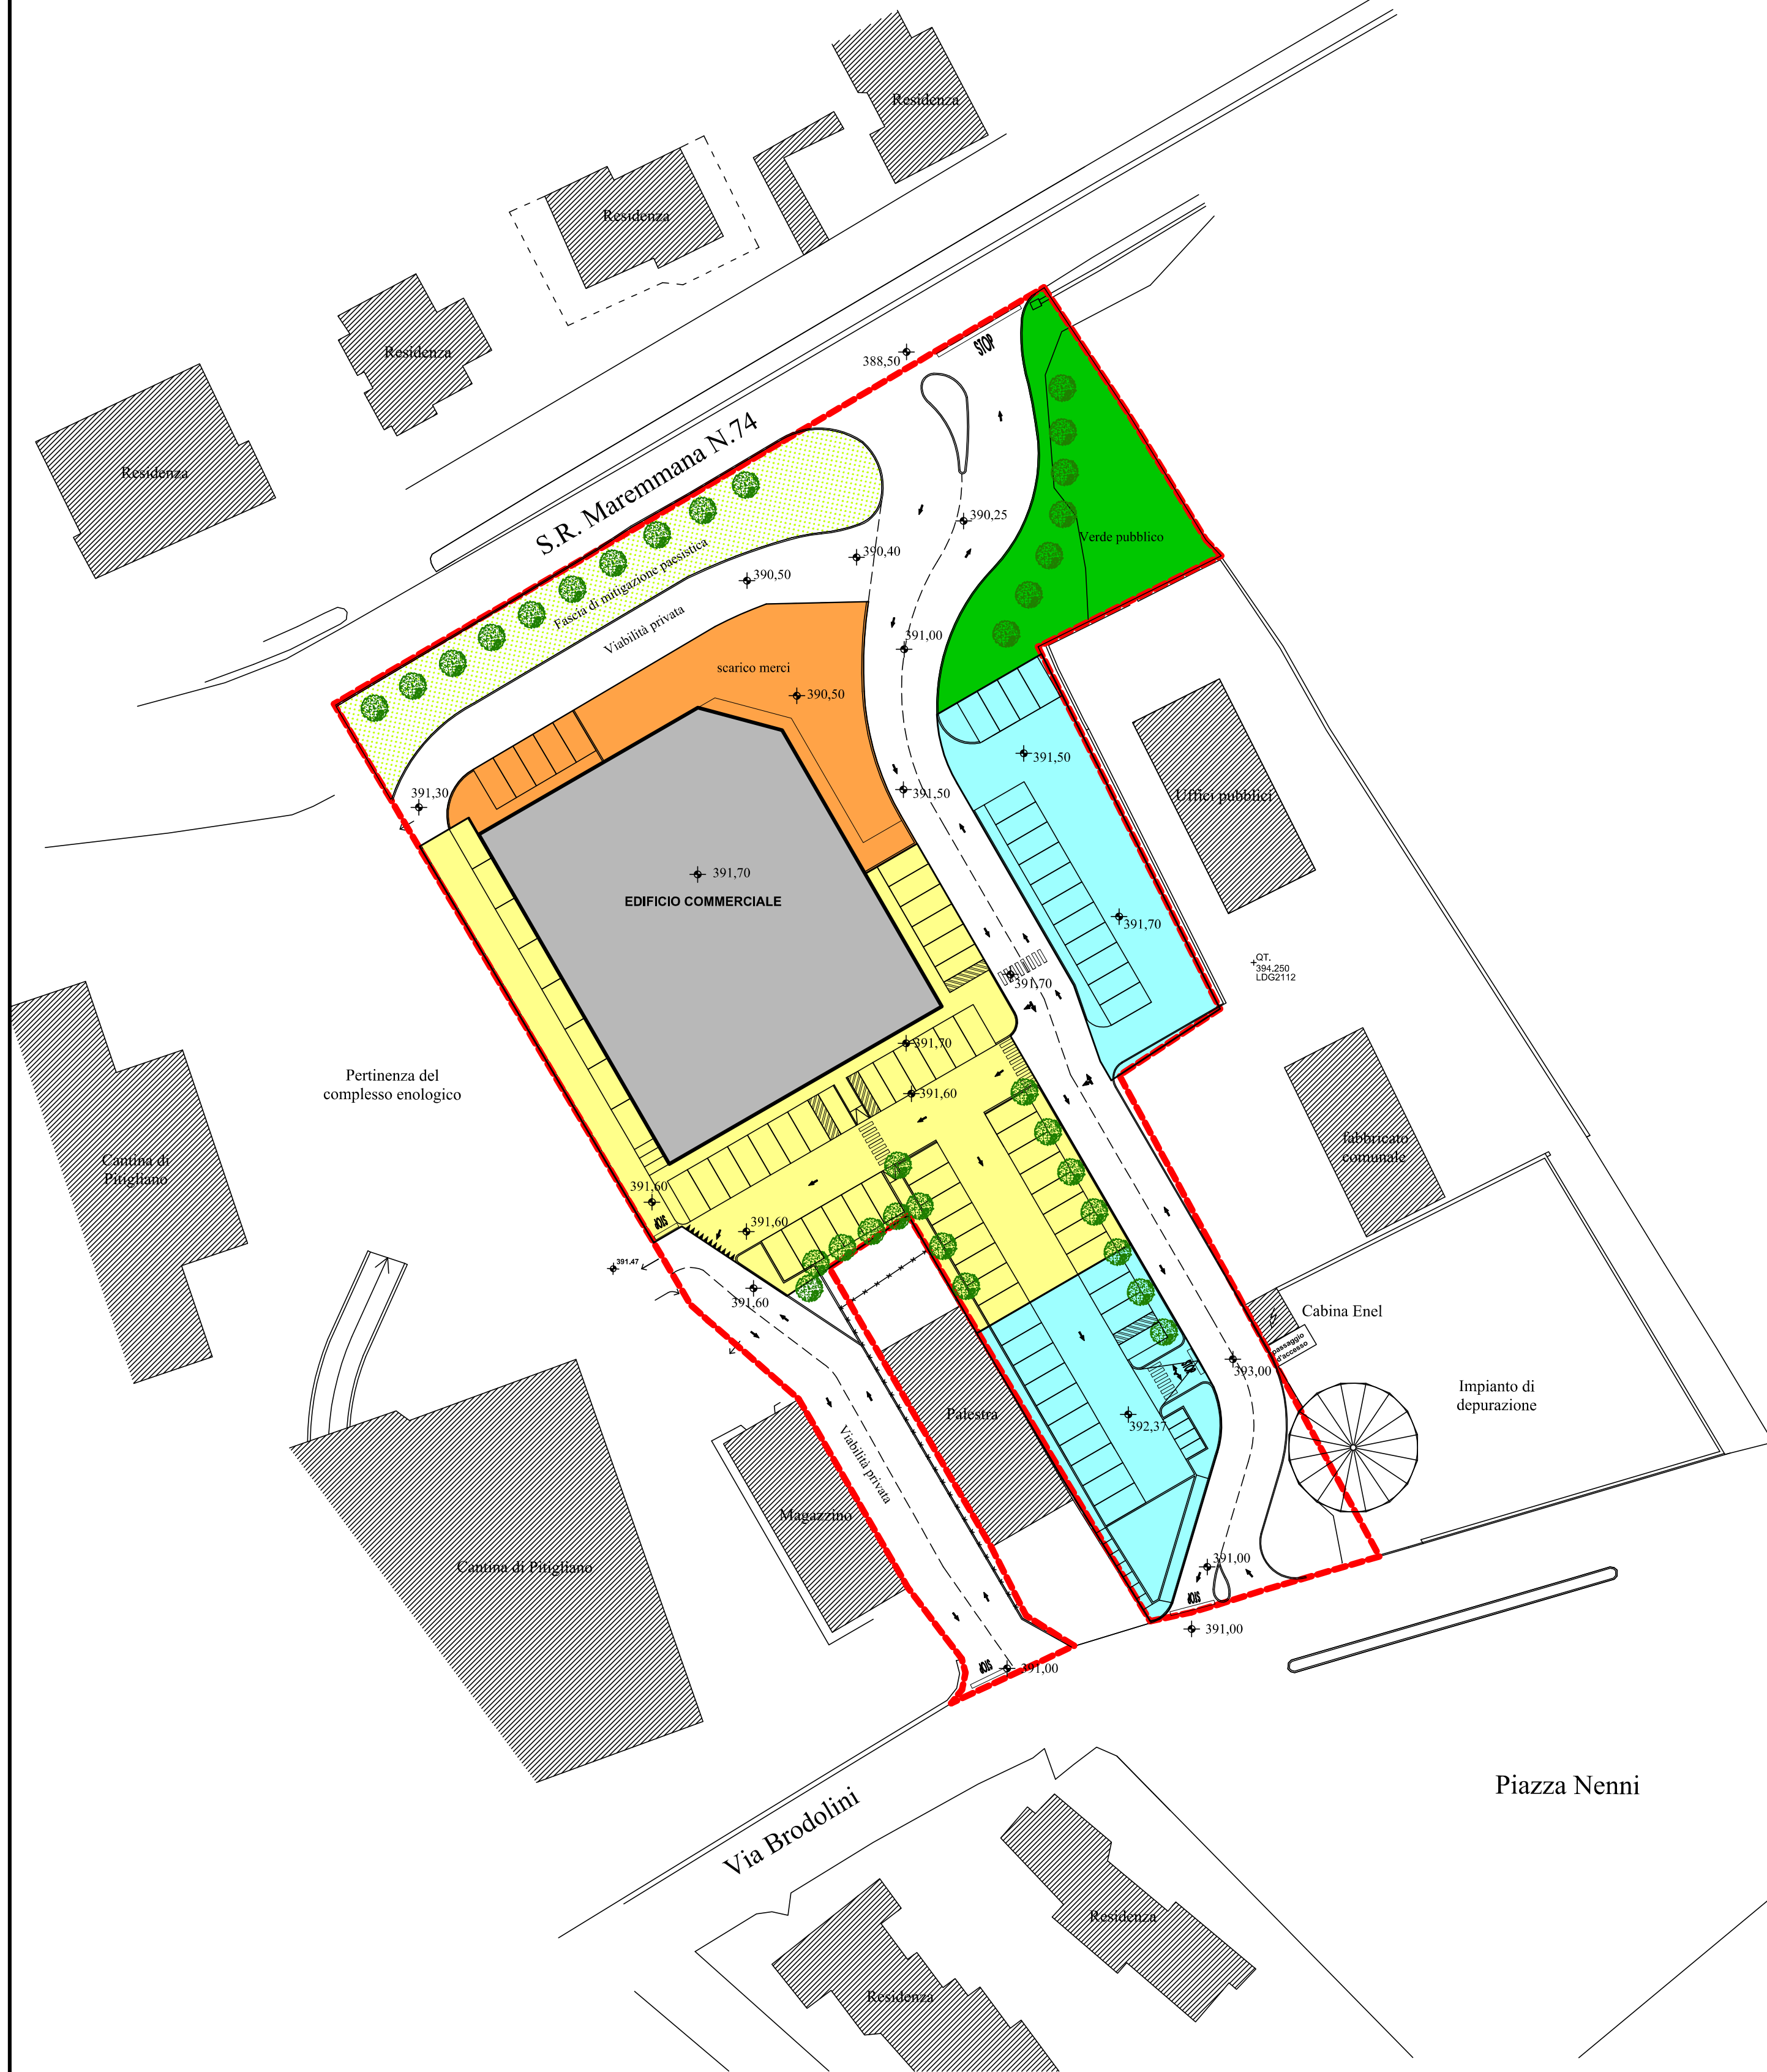 Residenza
Residenza
Residenza
Residenza
388,50
STOP
S.R. Maremmana N.74
390,25
Verde pubblico
390,40
Fascia di mitigazione paesistica
390,50
Viabilità privata
391,00
scarico merci
390,50
391,50
391,30
391,50
Uffici pubblici
391,70
EDIFICIO COMMERCIALE
391,70
QT.
394.250
LDG2112
391,70
391,70
Pertinenza del
complesso enologico
391,60
fabbricato
comunale
Cantina di
Pitigliano
391,60
STOP
391,60
391,47
391,60
Cabina Enel
passaggio
d'accesso
STOP
393,00
Impianto di
depurazione
Palestra
392,37
Viabilità privata
Magazzino
Cantina di Pitigliano
391,00
STOP
391,00
STOP
391,00
Piazza Nenni
Via Brodolini
Residenza
Residenza